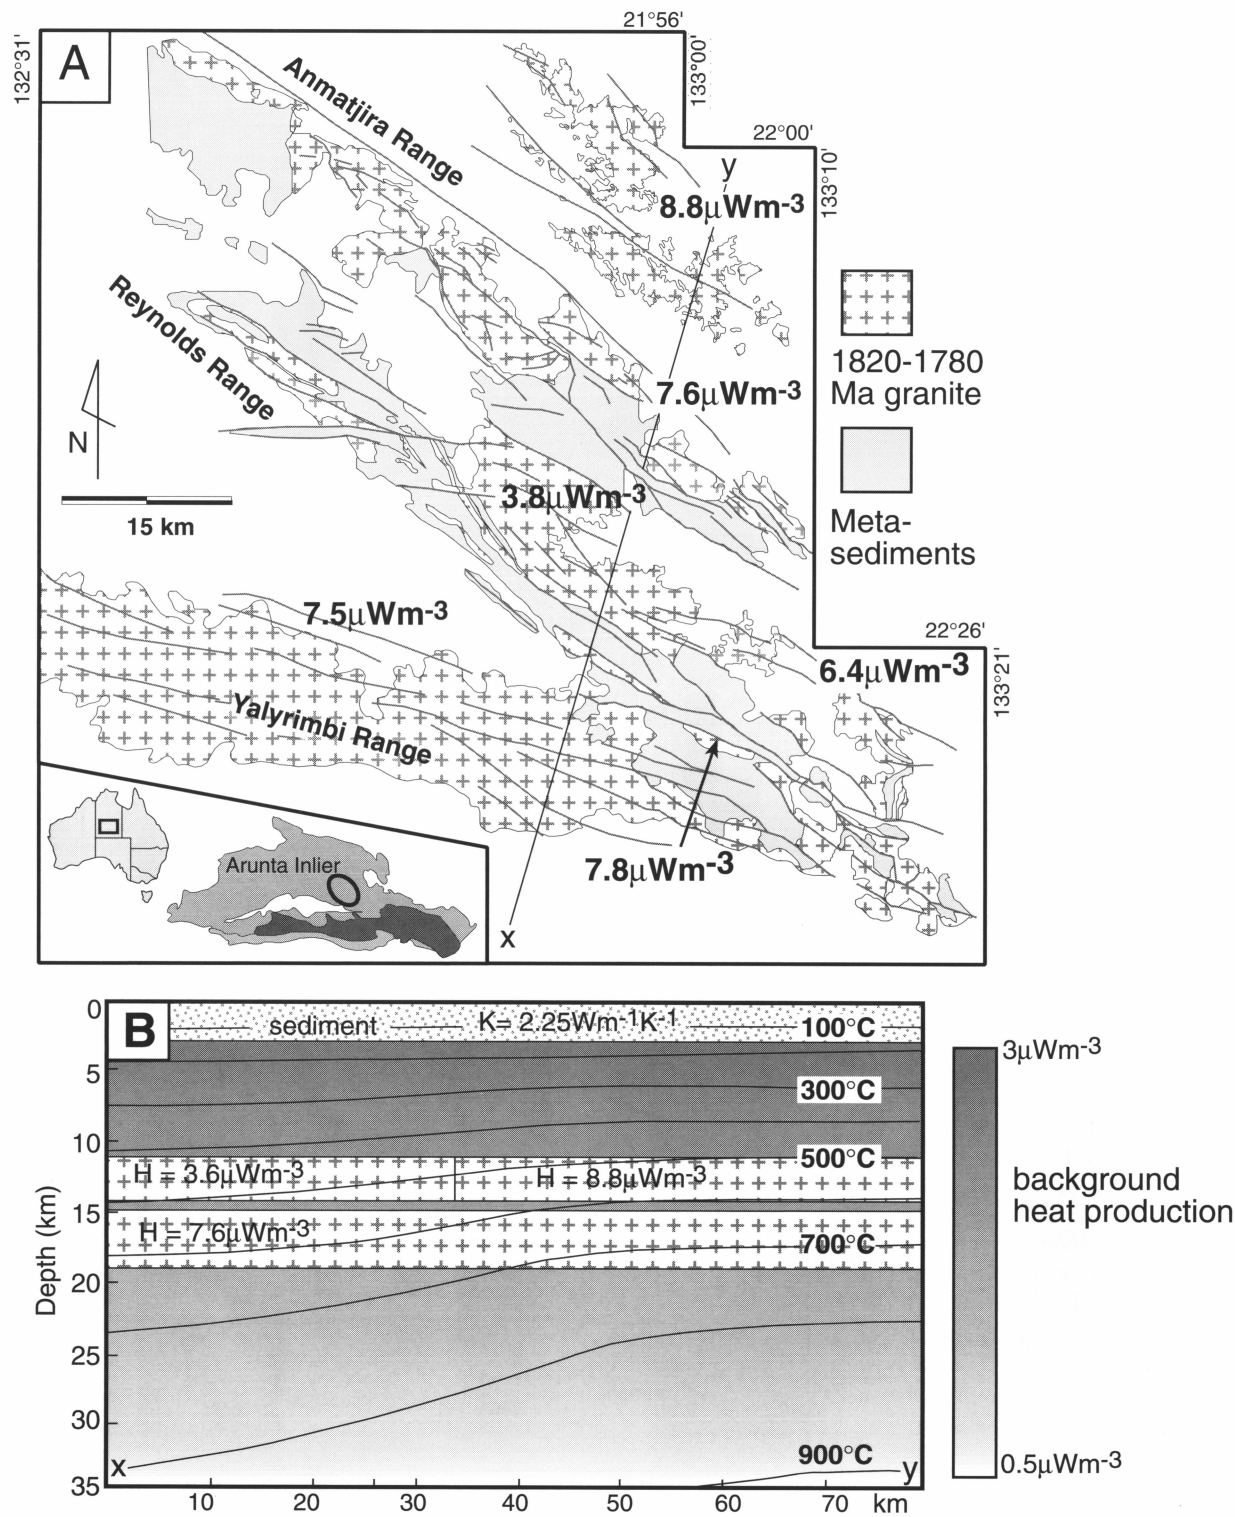 21°56'
132°31'
A
133°00'
Anmatjira Range
22°00'
y
133°10'
8.8µWm-3
Reynolds Range
7.6µWm-3
1820-1780
Ma granite
N
3.8µWm-3
15 km
Meta-
sediments
7.5µWm-3
22°26'
6.4µWm-3
133°21'
Yalyrimbi Range
Arunta Inlier
7.8µWm-3
x
B
0
sediment
K= 2.25Wm-1K-1
100°C
3µWm-3
5
300°C
10
500°C
H = 3.6µWm-3
H = 8.8µWm-3
background
heat production
15
H = 7.6µWm-3
700°C
Depth (km)
20
25
30
900°C
x
y
0.5µWm-3
35
10
20
30
40
50
60
70
km